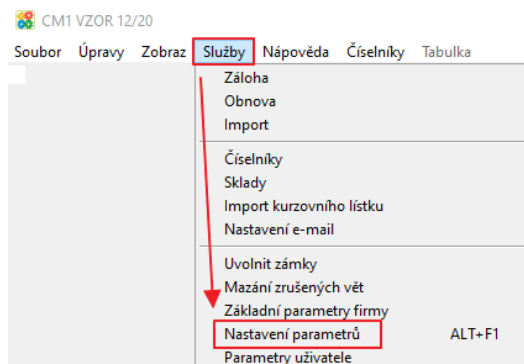 CM1 VZOR 12/20
Soubor Úpravy Zobraz Služby Nápověda Číselníky Tabulka
Záloha
Obnova
Import
Číselníky
Sklady
Import kurzovního lístku
Nastavení e-mail
Uvolnit zámky
Mazání zrušených vět
Základní parametry firmy
Nastavení parametrů ALT+F1
Parametry uživatele